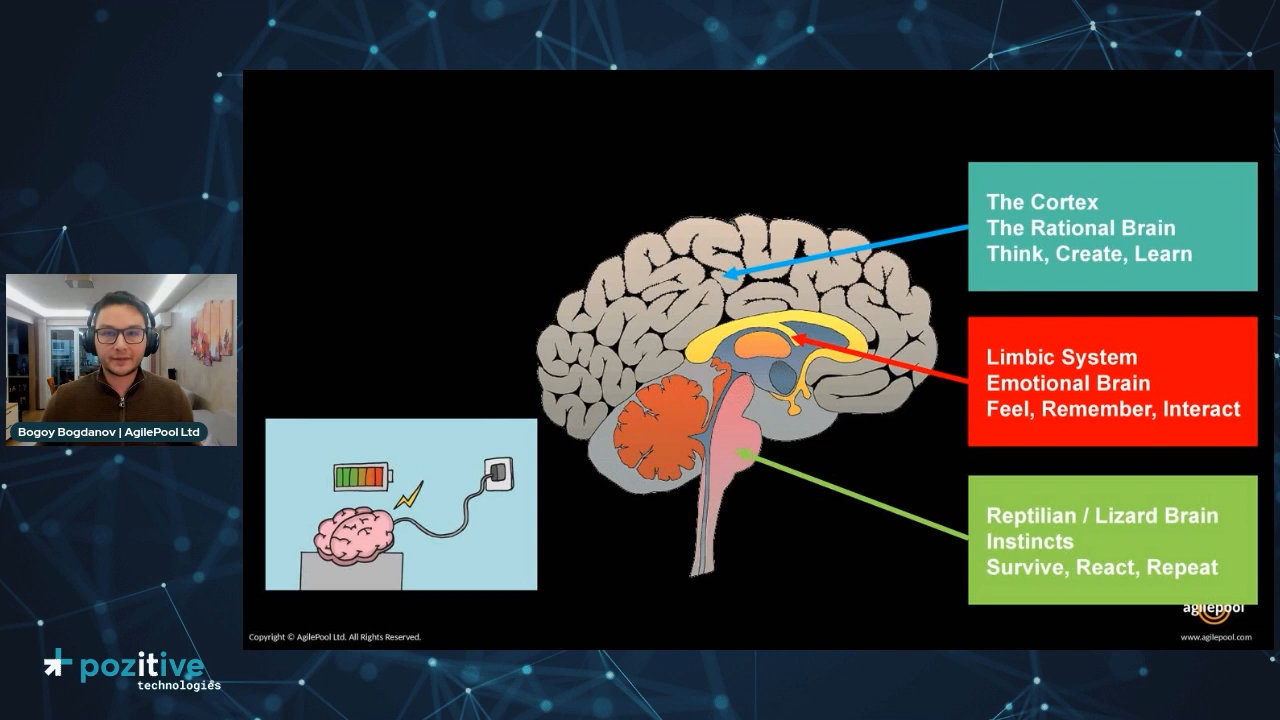 The Cortex
The Rational Brain
Think, Create, Learn
Limbic System
Emotional Brain
Feel, Remember, Interact
Reptilian / Lizard Brain
Instincts
Survive, React, Repeat
Bogoy Bogdanov | AgilePool Ltd
agilepool
Copyright © AgilePool Ltd. All Rights Reserved.
www.agilepool.com
pozitive
technologies